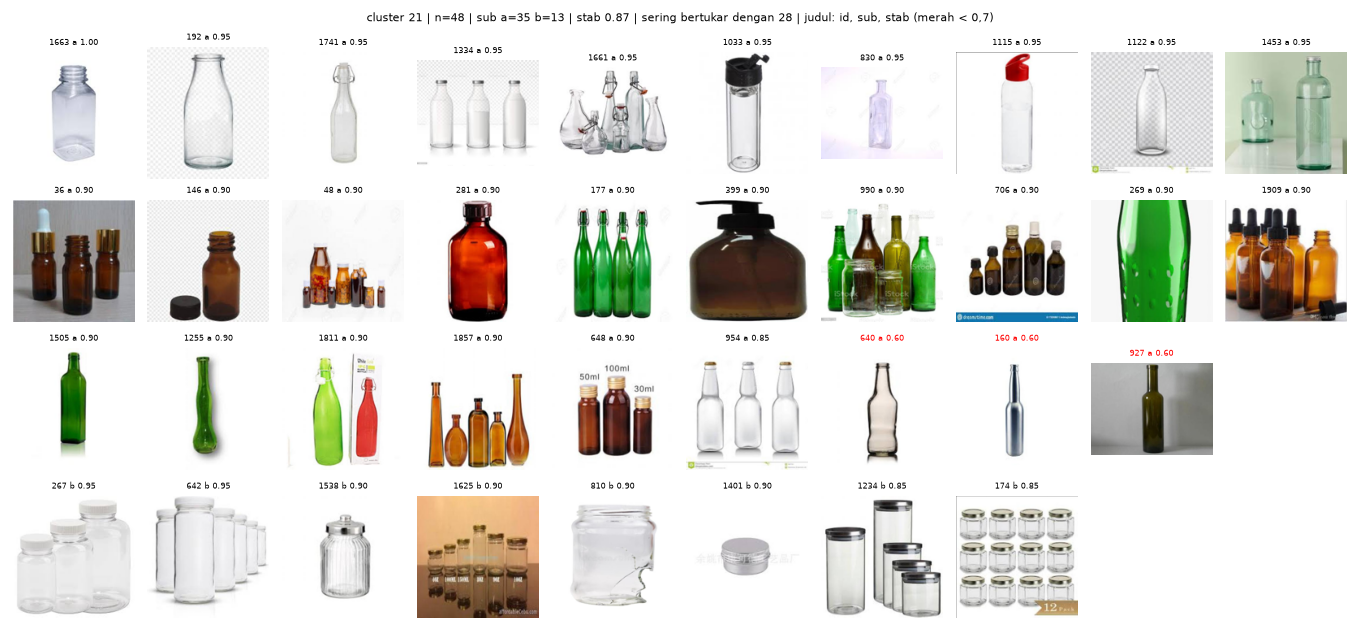 cluster 21 | n=48 | sub a=35 b=13 | stab 0.87 | sering bertukar dengan 28 | judul: id, sub, stab (merah < 0,7)
1663 a 1.00
192 a 0.95
1741 a 0.95
1334 a 0.95
1661 a 0.95
1033 a 0.95
830 a 0.95
1115 a 0.95
1122 a 0.95
1453 a 0.95
36 a 0.90
146 a 0.90
48 a 0.90
281 a 0.90
177 a 0.90
399 a 0.90
990 a 0.90
706 a 0.90
269 a 0.90
1909 a 0.90
iStock
iStock
1505 a 0.90
1255 a 0.90
1811 a 0.90
1857 a 0.90
648 a 0.90
954 a 0.85
640 a 0.60
160 a 0.60
927 a 0.60
50ml
100ml
30ml
267 b 0.95
642 b 0.95
1538 b 0.90
1625 b 0.90
810 b 0.90
1401 b 0.90
1234 b 0.85
174 b 0.85
12 Pack